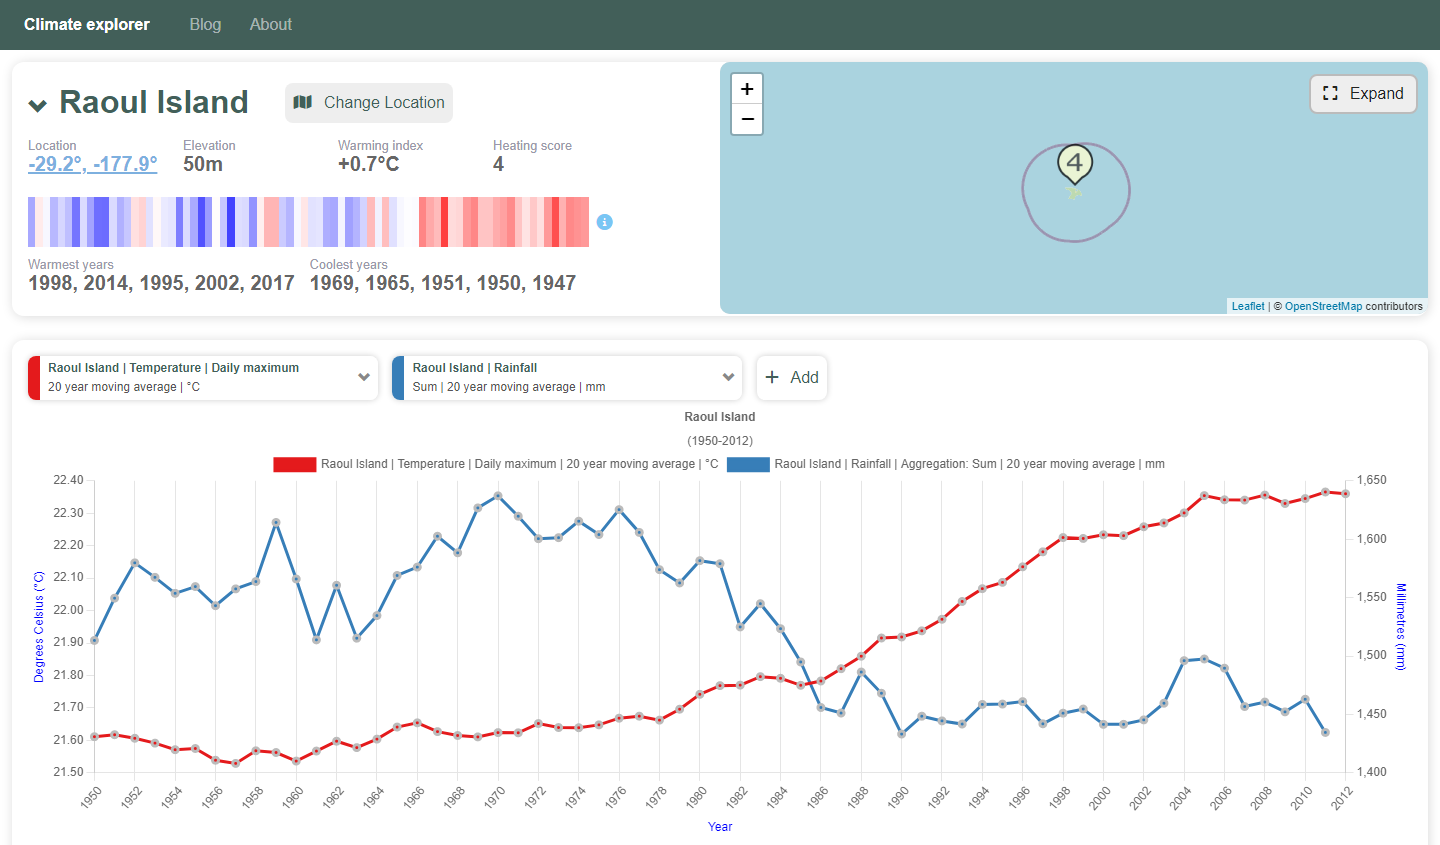 Climate explorer Blog About
Raoul Island
Change Location
Location Elevation Warming index Heating score
-29.2°, -177.9° 50m +0.7°C 4
i
Warmest years Coolest years
1998, 2014, 1995, 2002, 2017 1969, 1965, 1951, 1950, 1947
+
−
Expand
4
Leaflet | © OpenStreetMap contributors
Raoul Island | Temperature | Daily maximum
20 year moving average | °C
Raoul Island | Rainfall
Sum | 20 year moving average | mm
+ Add
Raoul Island
(1950-2012)
Raoul Island | Temperature | Daily maximum | 20 year moving average | °C
Raoul Island | Rainfall | Aggregation: Sum | 20 year moving average | mm
Degrees Celsius (°C)
22.40
22.30
22.20
22.10
22.00
21.90
21.80
21.70
21.60
21.50
1,650
1,600
1,550
1,500
1,450
1,400
Millimetres (mm)
1950 1952 1954 1956 1958 1960 1962 1964 1966 1968 1970 1972 1974 1976 1978 1980 1982 1984 1986 1988 1990 1992 1994 1996 1998 2000 2002 2004 2006 2008 2010 2012
Year